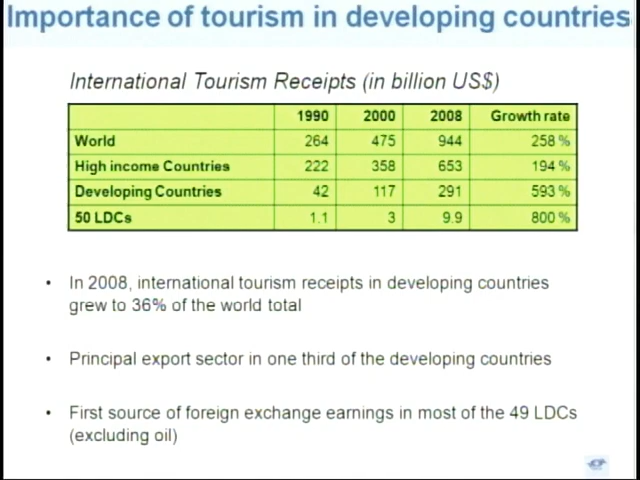 Importance of tourism in developing countries
International Tourism Receipts (in billion US$)
1990 2000 2008 Growth rate
World 264 475 944 258 %
High income Countries 222 358 653 194 %
Developing Countries 42 117 291 593 %
50 LDCs 1.1 3 9.9 800 %
• In 2008, international tourism receipts in developing countries
grew to 36% of the world total
• Principal export sector in one third of the developing countries
• First source of foreign exchange earnings in most of the 49 LDCs
(excluding oil)